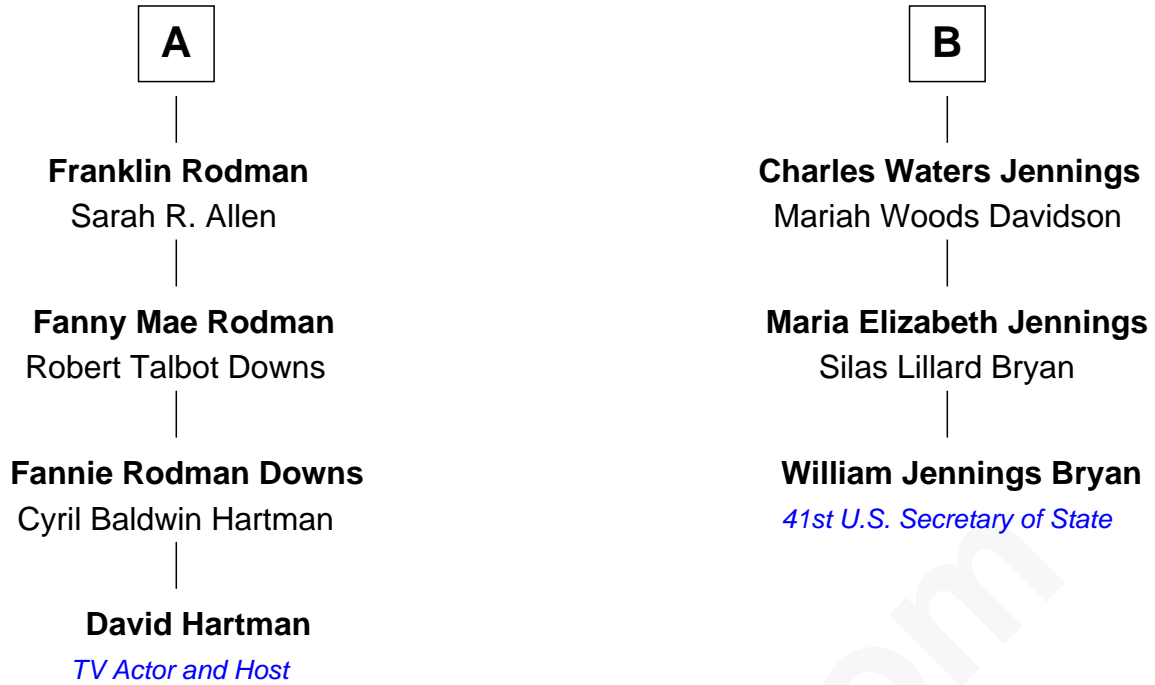 A
Franklin Rodman
Sarah R. Allen
Fanny Mae Rodman
Robert Talbot Downs
Fannie Rodman Downs
Cyril Baldwin Hartman
David Hartman
TV Actor and Host
B
Charles Waters Jennings
Mariah Woods Davidson
Maria Elizabeth Jennings
Silas Lillard Bryan
William Jennings Bryan
41st U.S. Secretary of State
om